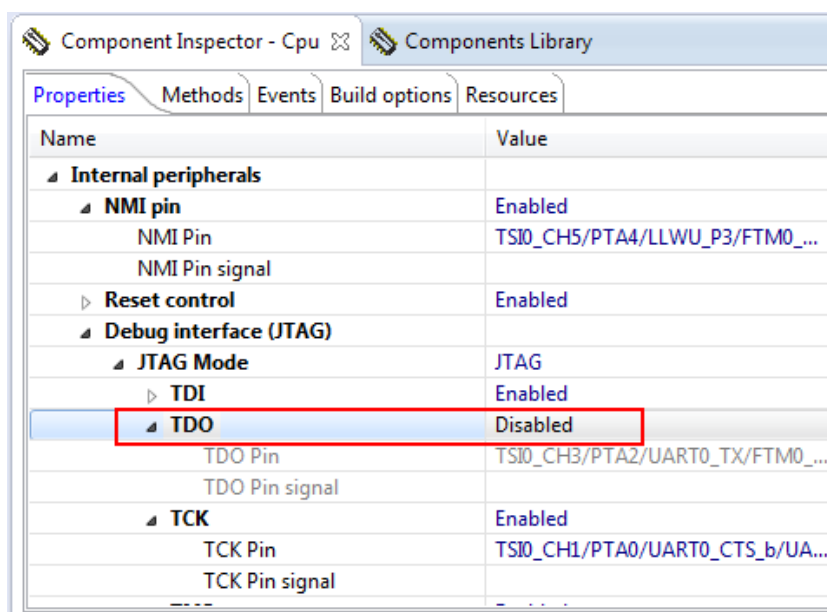 Component Inspector - Cpu Components Library
Properties Methods Events Build options Resources
Name Value
Internal peripherals
NMI pin Enabled
NMI Pin TSI0_CH5/PTA4/LLWU_P3/FTM0_...
NMI Pin signal
Reset control Enabled
Debug interface (JTAG)
JTAG Mode JTAG
TDI Enabled
TDO Disabled
TDO Pin TSI0_CH3/PTA2/UART0_TX/FTM0_...
TDO Pin signal
TCK Enabled
TCK Pin TSI0_CH1/PTA0/UART0_CTS_b/UA...
TCK Pin signal